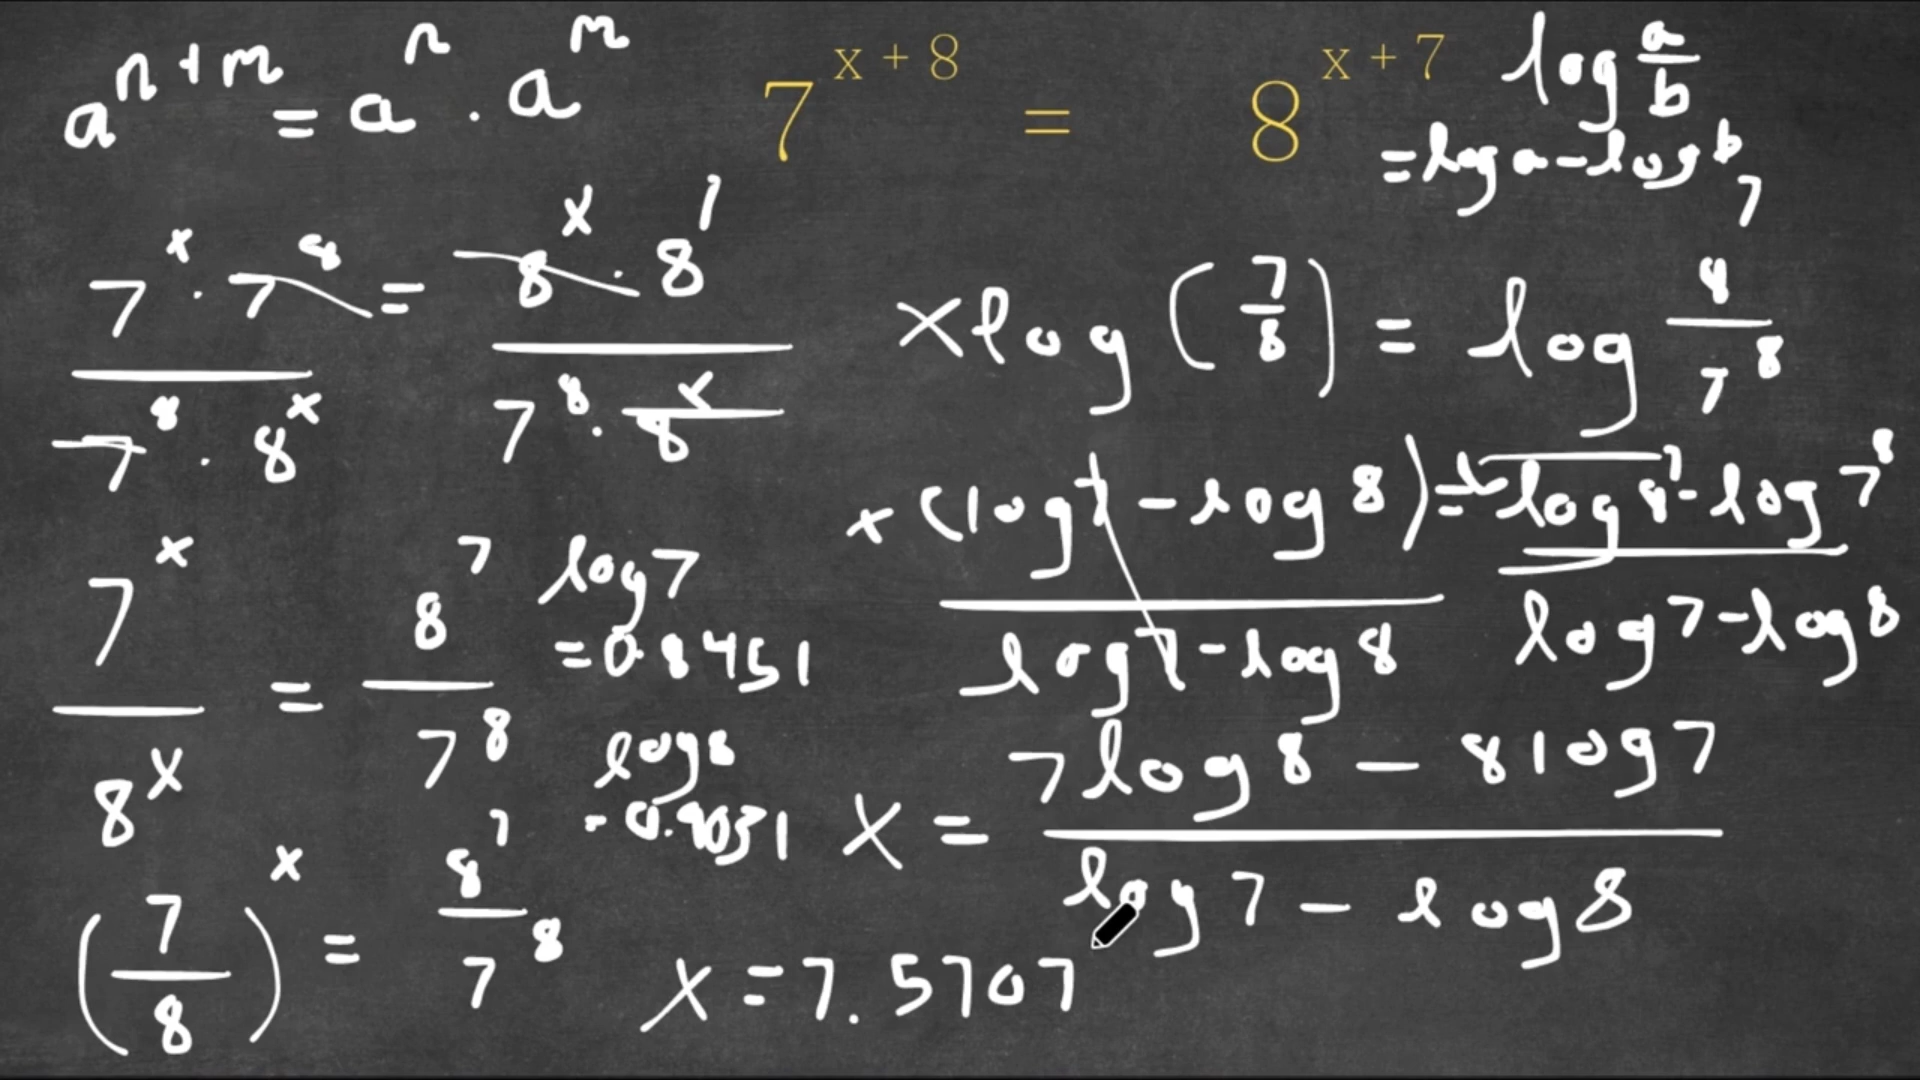 a^{n+m} = a^n · a^m
7^{x+8} = 8^{x+7}
log a/b
= log a - log b
7^x · 7^8 / 7^8 · 8^x = 8^x · 8^7 / 7^8 · 8^x
7^x / 8^x = 8^7 / 7^8
(7/8)^x = 8^7 / 7^8
log 7
= 0.8451
log 8
= 0.9031
x log (7/8) = log 8^7 / 7^8
x (log 7 - log 8) / log 7 - log 8 = log 8^7 - log 7^8 / log 7 - log 8
x = 7 log 8 - 8 log 7 / log 7 - log 8
x = 7.5707